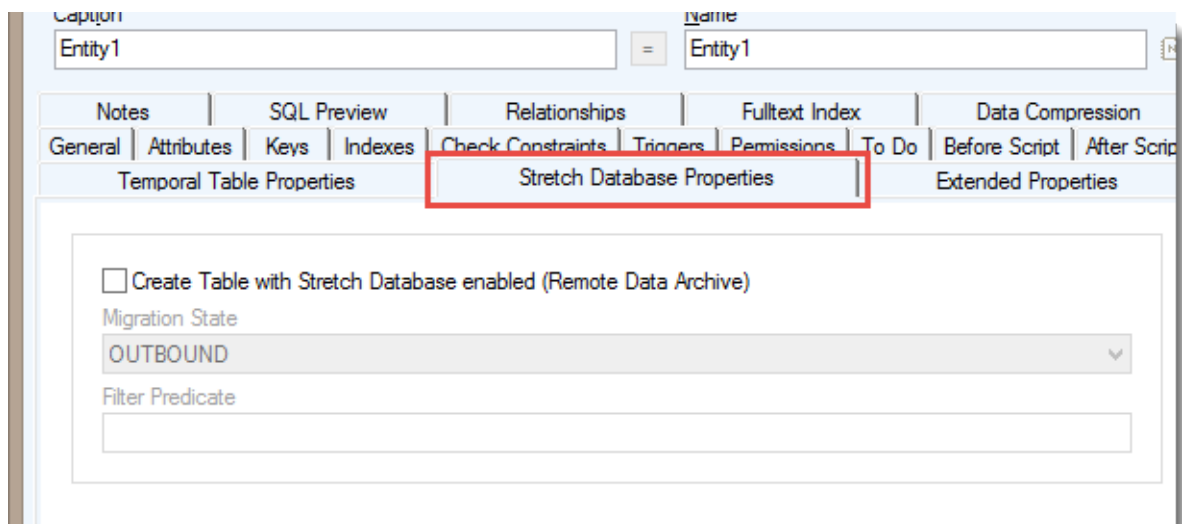 Caption Name
Entity1 = Entity1
Notes SQL Preview Relationships Fulltext Index Data Compression
General Attributes Keys Indexes Check Constraints Triggers Permissions To Do Before Script After Scrip
Temporal Table Properties Stretch Database Properties Extended Properties
Create Table with Stretch Database enabled (Remote Data Archive)
Migration State
OUTBOUND
Filter Predicate